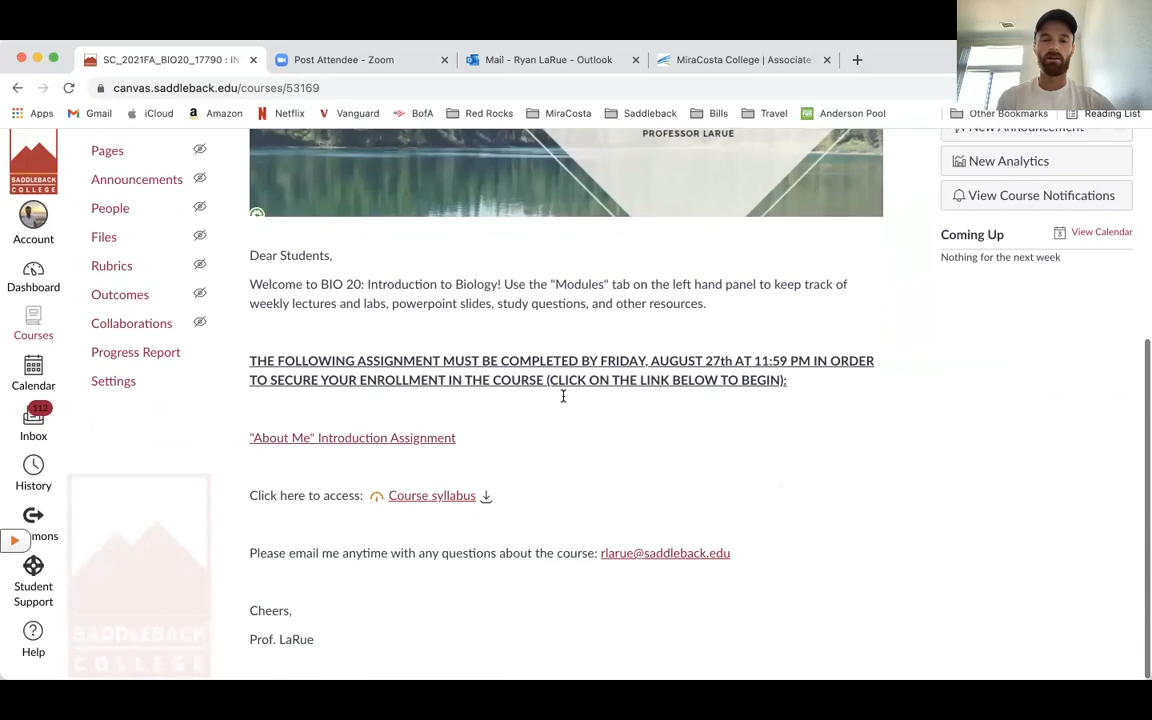 SC_2021FA_BIO20_17790 : IN
Post Attendee - Zoom
Mail - Ryan LaRue - Outlook
MiraCosta College | Associate
canvas.saddleback.edu/courses/53169
Apps
Gmail
iCloud
Amazon
Netflix
Vanguard
BofA
Red Rocks
MiraCosta
Saddleback
Bills
Travel
Anderson Pool
Other Bookmarks
Reading List
SADDLEBACK
COLLEGE
Account
Dashboard
Courses
Calendar
112
Inbox
History
mons
Student
Support
Help
Pages
Announcements
People
Files
Rubrics
Outcomes
Collaborations
Progress Report
Settings
SADDLEBACK
COLLEGE
PROFESSOR LARUE
Dear Students,
Welcome to BIO 20: Introduction to Biology! Use the "Modules" tab on the left hand panel to keep track of
weekly lectures and labs, powerpoint slides, study questions, and other resources.
THE FOLLOWING ASSIGNMENT MUST BE COMPLETED BY FRIDAY, AUGUST 27th AT 11:59 PM IN ORDER
TO SECURE YOUR ENROLLMENT IN THE COURSE (CLICK ON THE LINK BELOW TO BEGIN):
"About Me" Introduction Assignment
Click here to access: Course syllabus
Please email me anytime with any questions about the course: rlarue@saddleback.edu
Cheers,
Prof. LaRue
New Announcement
New Analytics
View Course Notifications
Coming Up
View Calendar
Nothing for the next week